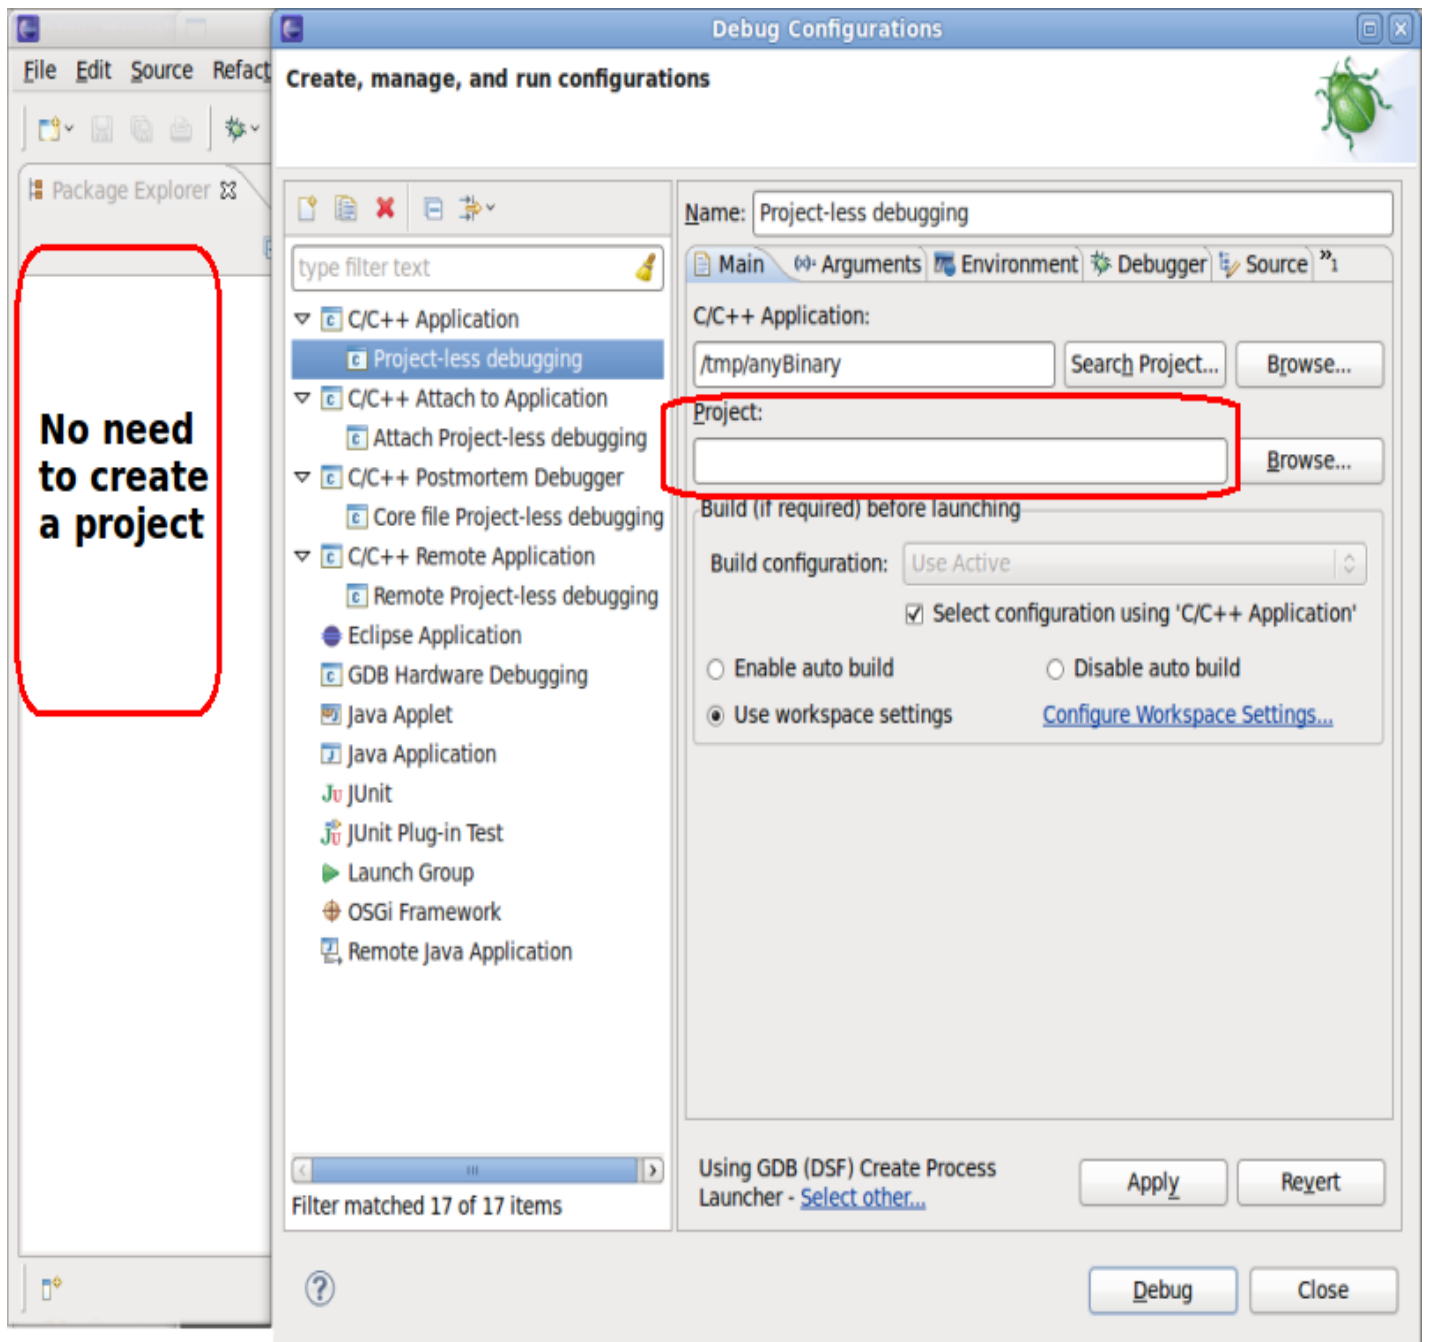 Debug Configurations
File Edit Source Refact
Create, manage, and run configurations
Package Explorer
No need
to create
a project
type filter text
C/C++ Application
Project-less debugging
C/C++ Attach to Application
Attach Project-less debugging
C/C++ Postmortem Debugger
Core file Project-less debugging
C/C++ Remote Application
Remote Project-less debugging
Eclipse Application
GDB Hardware Debugging
Java Applet
Java Application
JUnit
JUnit Plug-in Test
Launch Group
OSGi Framework
Remote Java Application
Filter matched 17 of 17 items
Name: Project-less debugging
Main Arguments Environment Debugger Source »1
C/C++ Application:
/tmp/anyBinary Search Project... Browse...
Project:
Browse...
Build (if required) before launching
Build configuration: Use Active
Select configuration using 'C/C++ Application'
Enable auto build Disable auto build
Use workspace settings Configure Workspace Settings...
Using GDB (DSF) Create Process
Launcher - Select other...
Apply Revert
Debug Close